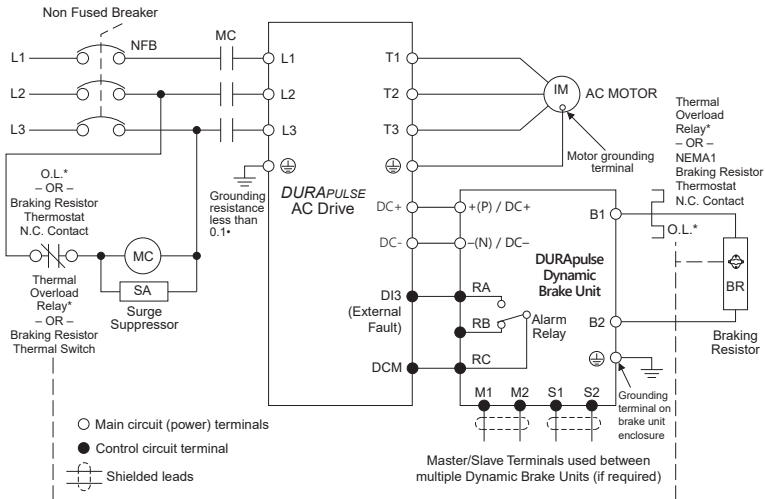 Non Fused Breaker
NFB
MC
L1
L2
L3
L1
L2
L3
T1
T2
T3
IM
AC MOTOR
Motor grounding
terminal
Grounding
resistance
less than
0.1•
DURAPULSE
AC Drive
DC+
DC-
DI3
(External
Fault)
DCM
+(P) / DC+
–(N) / DC–
DURApulse
Dynamic
Brake Unit
RA
RB
RC
Alarm
Relay
B1
B2
M1
M2
S1
S2
Grounding
terminal on
brake unit
enclosure
Thermal
Overload
Relay*
– OR –
NEMA1
Braking Resistor
Thermostat
N.C. Contact
O.L.*
BR
Braking
Resistor
O.L.*
– OR –
Braking Resistor
Thermostat
N.C. Contact
MC
SA
Surge
Suppressor
Thermal
Overload
Relay*
– OR –
Braking Resistor
Thermal Switch
Main circuit (power) terminals
Control circuit terminal
Shielded leads
Master/Slave Terminals used between
multiple Dynamic Brake Units (if required)